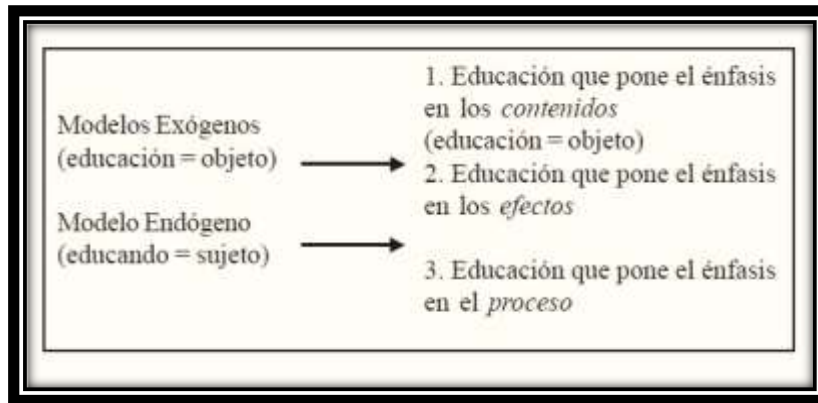 Modelos Exógenos
(educación = objeto)
Modelo Endógeno
(educando = sujeto)
1. Educación que pone el énfasis
en los contenidos
(educación = objeto)
2. Educación que pone el énfasis
en los efectos
3. Educación que pone el énfasis
en el proceso